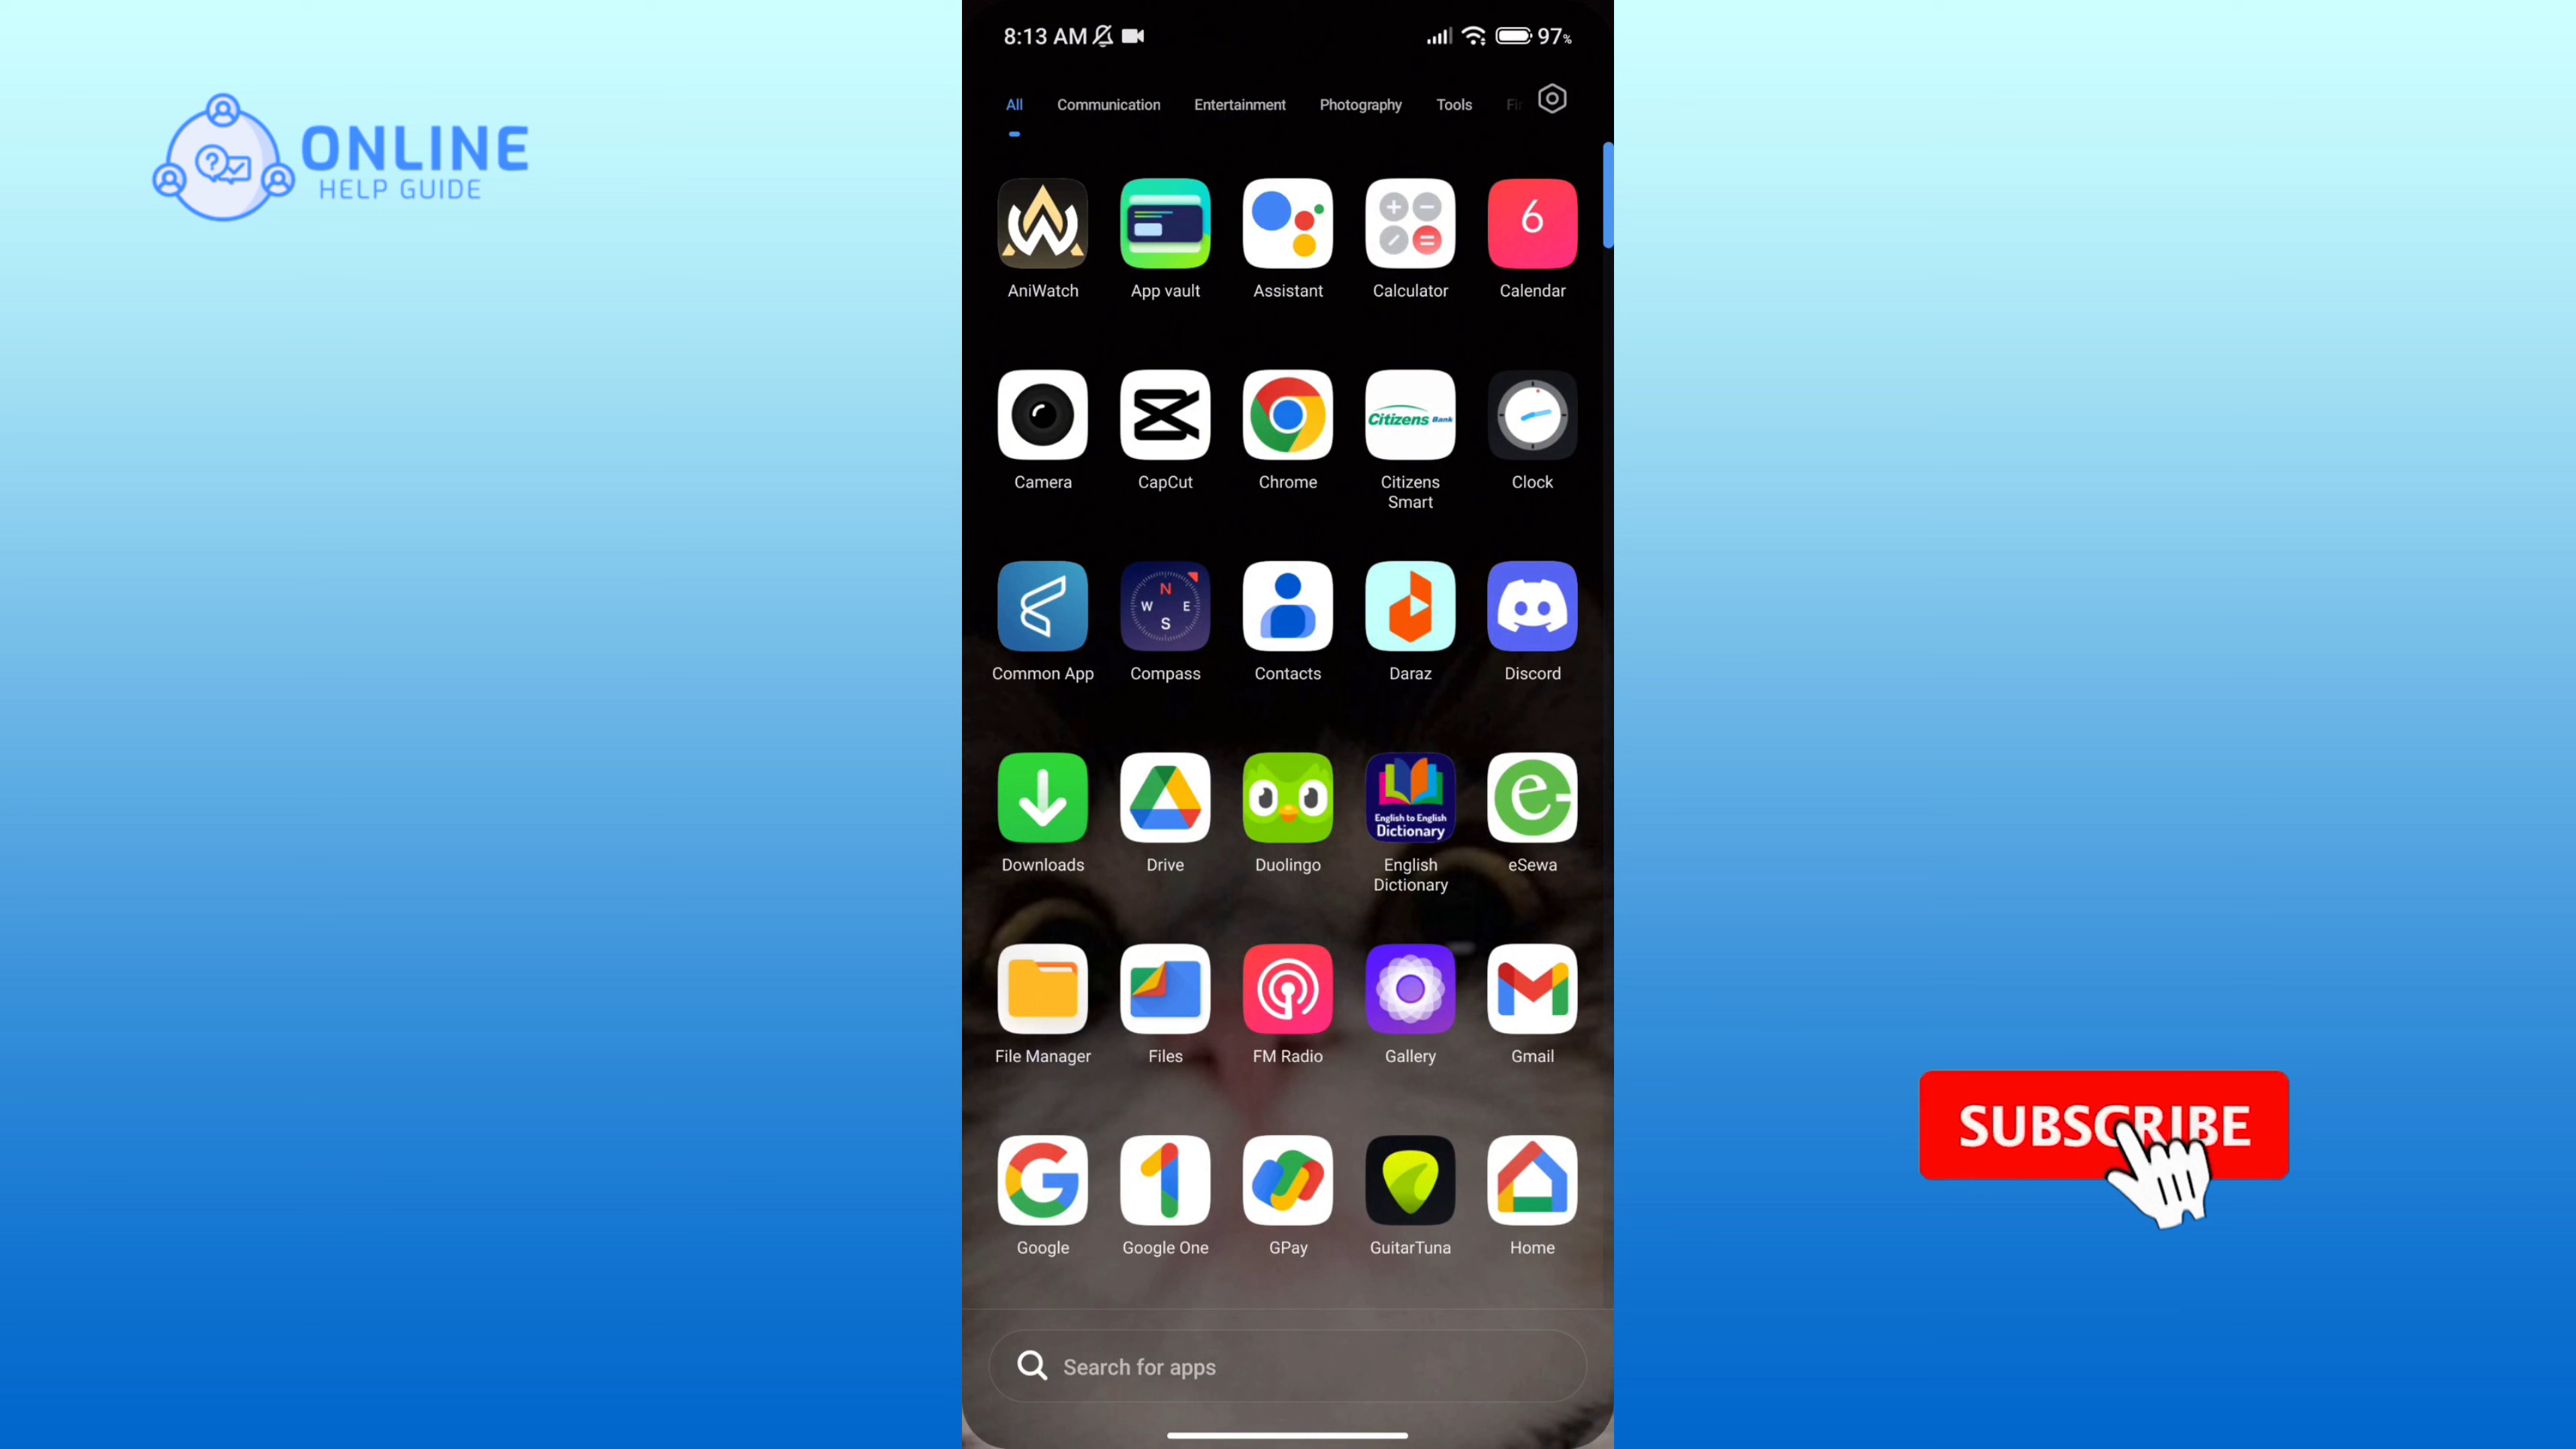 ONLINE
HELP GUIDE
8:13 AM
97%
All Communication Entertainment Photography Tools
6
AniWatch App vault Assistant Calculator Calendar
Citizens Bank
Camera CapCut Chrome Citizens Smart Clock
N
W E
S
Common App Compass Contacts Daraz Discord
English to English
Dictionary
Downloads Drive Duolingo English Dictionary eSewa
File Manager Files FM Radio Gallery Gmail
Google Google One GPay GuitarTuna Home
Search for apps
SUBSCRIBE